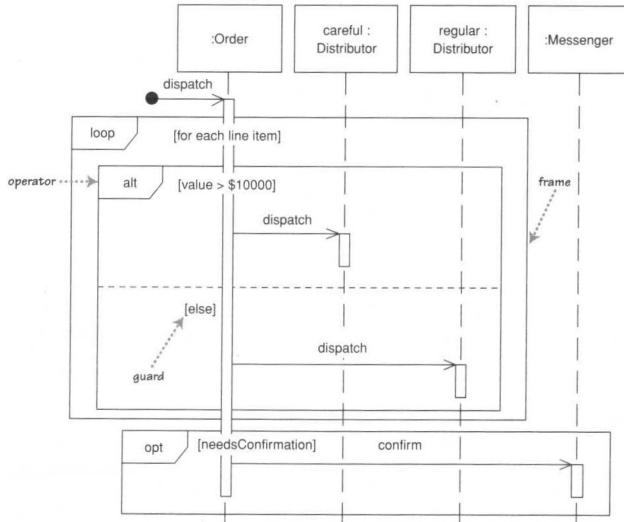 :Order
careful :
Distributor
regular :
Distributor
:Messenger
dispatch
loop
[for each line item]
operator
alt
[value > $10000]
frame
dispatch
[else]
dispatch
guard
opt
[needsConfirmation]
confirm